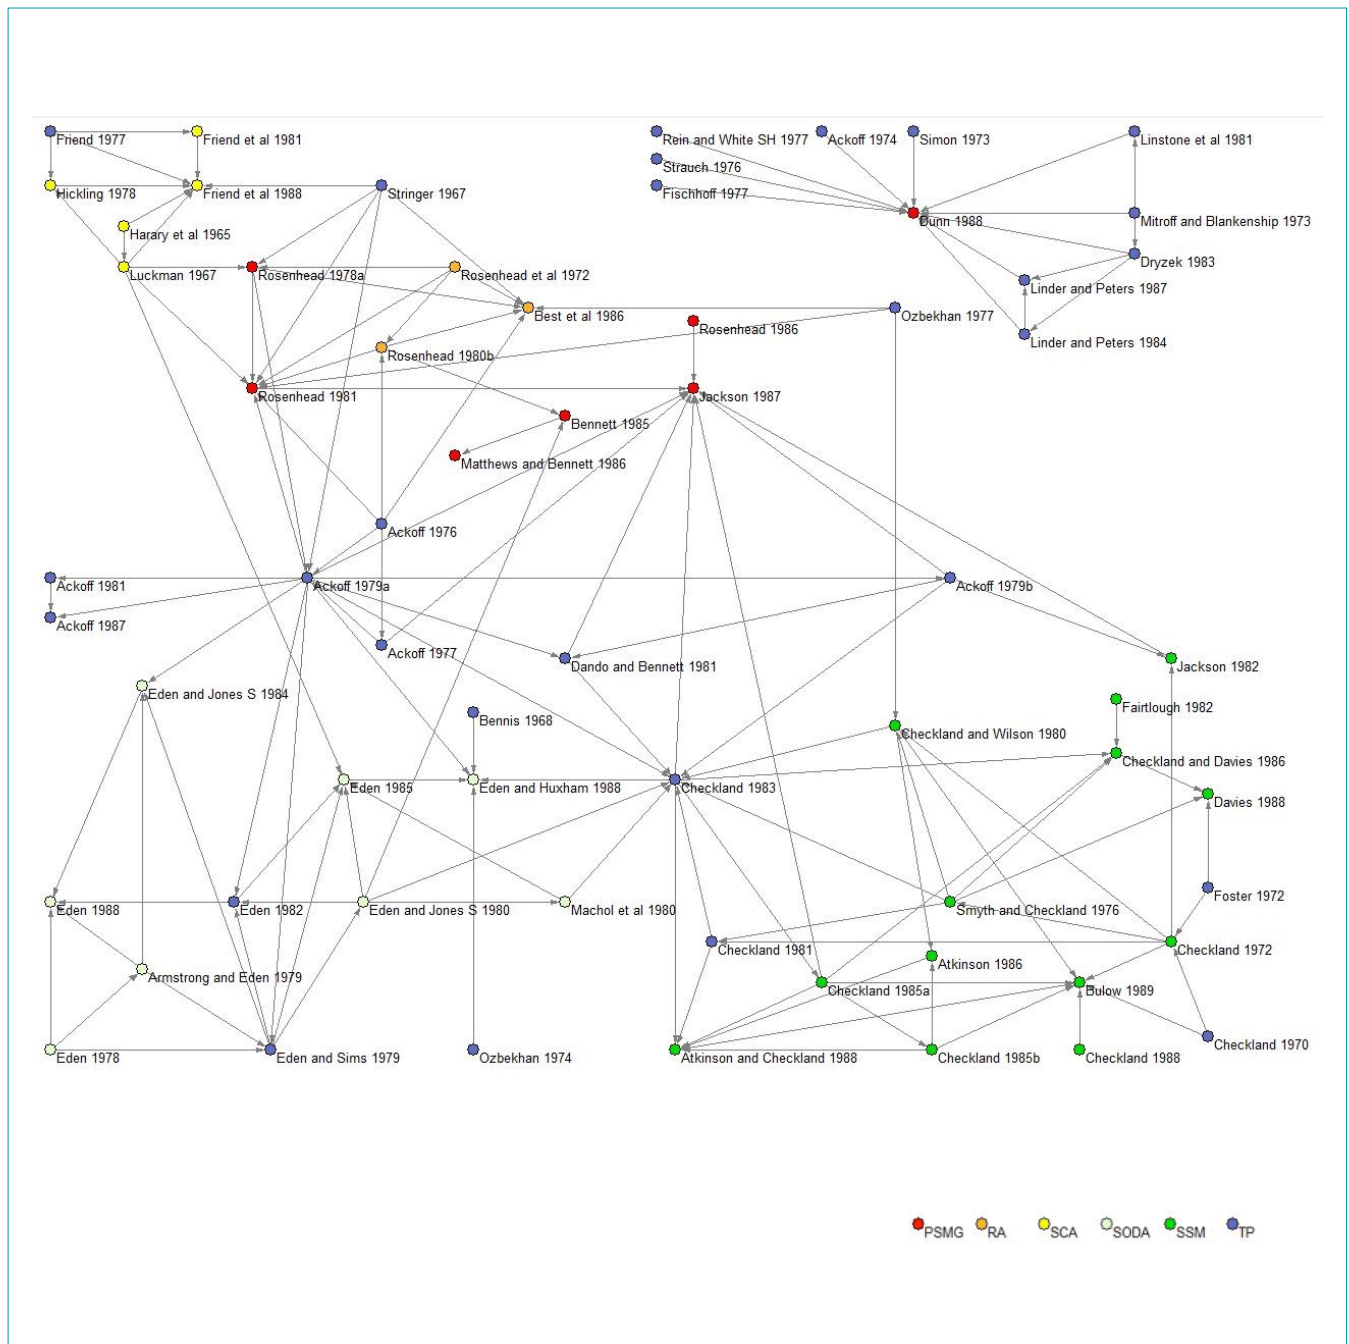 Friend 1977
Friend et al 1981
Rein and White SH 1977
Ackoff 1974
Simon 1973
Linstone et al 1981
Strauch 1976
Hickling 1978
Friend et al 1988
Stringer 1967
Fischhoff 1977
Dunn 1988
Mitroff and Blankenship 1973
Harary et al 1965
Dryzek 1983
Luckman 1967
Rosenhead 1978a
Rosenhead et al 1972
Linder and Peters 1987
Best et al 1986
Ozbekhan 1977
Rosenhead 1986
Linder and Peters 1984
Rosenhead 1980b
Rosenhead 1981
Jackson 1987
Bennett 1985
Matthews and Bennett 1986
Ackoff 1976
Ackoff 1981
Ackoff 1979a
Ackoff 1979b
Ackoff 1987
Ackoff 1977
Dando and Bennett 1981
Jackson 1982
Eden and Jones S 1984
Fairtlough 1982
Bennis 1968
Checkland and Wilson 1980
Checkland and Davies 1986
Eden 1985
Eden and Huxham 1988
Checkland 1983
Davies 1988
Foster 1972
Eden 1988
Eden 1982
Eden and Jones S 1980
Machol et al 1980
Smyth and Checkland 1976
Checkland 1981
Checkland 1972
Atkinson 1986
Armstrong and Eden 1979
Checkland 1985a
Bulow 1989
Checkland 1970
Eden 1978
Eden and Sims 1979
Ozbekhan 1974
Atkinson and Checkland 1988
Checkland 1985b
Checkland 1988
PSMG
RA
SCA
SODA
SSM
TP